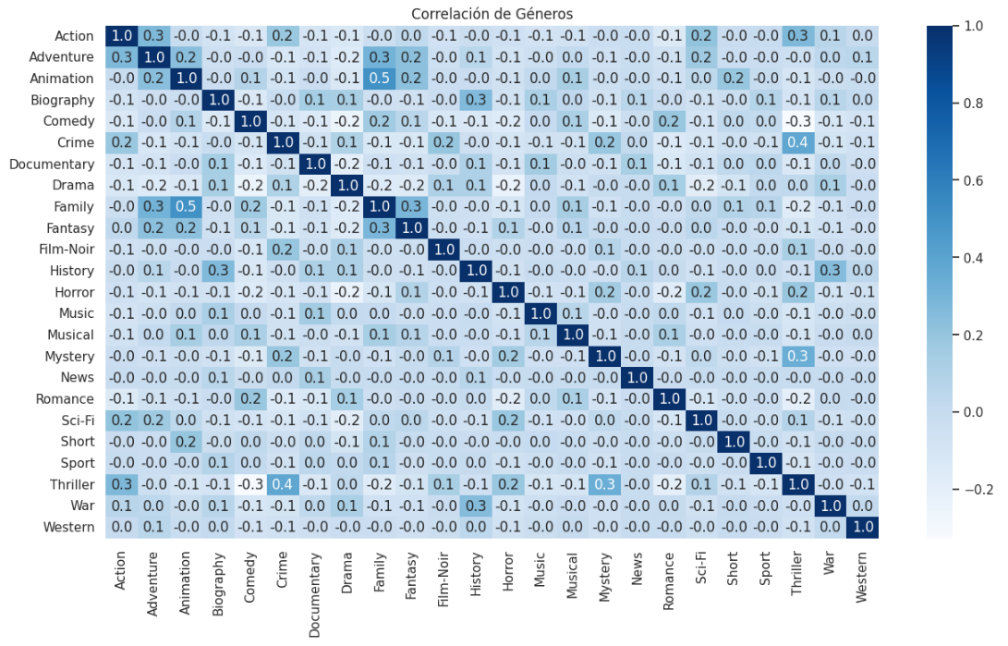 Correlación de Géneros
Action 1.0 0.3 -0.0 -0.1 -0.1 0.2 -0.1 -0.1 -0.0 0.0 -0.1 -0.0 -0.1 -0.1 -0.1 -0.0 -0.0 -0.1 0.2 -0.0 -0.0 0.3 0.1 0.0
Adventure 0.3 1.0 0.2 -0.0 -0.0 -0.1 -0.1 -0.2 0.3 0.2 -0.0 0.1 -0.1 -0.0 0.0 -0.1 -0.0 -0.1 0.2 -0.0 -0.0 -0.0 0.0 0.1
Animation -0.0 0.2 1.0 -0.0 0.1 -0.1 -0.0 -0.1 0.5 0.2 -0.0 -0.0 -0.1 -0.0 0.1 -0.0 -0.0 -0.1 0.0 0.2 -0.0 -0.1 -0.0 -0.0
Biography -0.1 -0.0 -0.0 1.0 -0.1 -0.0 0.1 0.1 -0.0 -0.1 -0.0 0.3 -0.1 0.1 0.0 -0.1 0.1 -0.0 -0.1 -0.0 0.1 -0.1 0.1 0.0
Comedy -0.1 -0.0 0.1 -0.1 1.0 -0.1 -0.1 -0.2 0.2 0.1 -0.1 -0.1 -0.2 0.0 0.1 -0.1 -0.0 0.2 -0.1 0.0 0.0 -0.3 -0.1 -0.1
Crime 0.2 -0.1 -0.1 -0.0 -0.1 1.0 -0.1 0.1 -0.1 -0.1 0.2 -0.0 -0.1 -0.0 -0.1 0.2 0.0 -0.1 -0.1 -0.0 -0.1 0.4 -0.1 -0.1
Documentary -0.1 -0.1 -0.0 0.1 -0.1 -0.1 1.0 -0.2 -0.1 -0.1 -0.0 0.1 -0.1 0.1 -0.0 -0.1 0.1 -0.1 -0.1 0.0 0.0 -0.1 0.0 -0.0
Drama -0.1 -0.2 -0.1 0.1 -0.2 0.1 -0.2 1.0 -0.2 -0.2 0.1 0.1 -0.2 0.0 -0.1 0.0 -0.0 0.1 -0.2 -0.1 0.0 0.0 0.1 -0.0
Family -0.0 0.3 0.5 -0.0 0.2 -0.1 -0.1 -0.2 1.0 0.3 -0.0 -0.0 -0.1 -0.0 0.1 -0.1 -0.0 -0.0 0.0 0.1 0.1 -0.2 -0.1 -0.0
Fantasy 0.0 0.2 0.2 -0.1 0.1 -0.1 -0.1 -0.2 0.3 1.0 -0.0 -0.1 0.1 -0.0 0.1 -0.0 -0.0 -0.0 0.0 -0.0 -0.0 -0.1 -0.1 -0.0
Film-Noir -0.1 -0.0 -0.0 -0.0 -0.1 0.2 -0.0 0.1 -0.0 -0.0 1.0 -0.0 -0.0 -0.0 -0.0 0.1 -0.0 -0.0 -0.0 -0.0 -0.0 0.1 -0.0 -0.0
History -0.0 0.1 -0.0 0.3 -0.1 -0.0 0.1 0.1 -0.0 -0.1 -0.0 1.0 -0.1 -0.0 -0.0 -0.0 0.1 -0.0 -0.1 -0.0 -0.0 -0.1 0.3 0.0
Horror -0.1 -0.1 -0.1 -0.1 -0.2 -0.1 -0.1 -0.2 -0.1 0.1 -0.0 -0.1 1.0 -0.1 -0.1 0.2 -0.0 -0.2 0.2 -0.0 -0.1 0.2 -0.1 -0.1
Music -0.1 -0.0 -0.0 0.1 0.0 -0.0 0.1 0.0 -0.0 -0.0 -0.0 -0.0 -0.1 1.0 0.1 -0.0 -0.0 0.0 -0.0 -0.0 -0.0 -0.1 -0.0 -0.0
Musical -0.1 0.0 0.1 0.0 0.1 -0.1 -0.0 -0.1 0.1 0.1 -0.0 -0.0 -0.1 0.1 1.0 -0.1 -0.0 0.1 -0.0 -0.0 -0.0 -0.1 -0.0 0.0
Mystery -0.0 -0.1 -0.0 -0.1 -0.1 0.2 -0.1 0.0 -0.1 -0.0 0.1 -0.0 0.2 -0.0 -0.1 1.0 -0.0 -0.1 0.0 -0.0 -0.1 0.3 -0.0 -0.0
News -0.0 -0.0 -0.0 0.1 -0.0 0.0 0.1 -0.0 -0.0 -0.0 -0.0 0.1 -0.0 -0.0 -0.0 -0.0 1.0 -0.0 -0.0 -0.0 -0.0 -0.0 -0.0 -0.0
Romance -0.1 -0.1 -0.1 -0.0 0.2 -0.1 -0.1 0.1 -0.0 -0.0 -0.0 -0.0 -0.2 0.0 0.1 -0.1 -0.0 1.0 -0.1 -0.0 -0.0 -0.2 0.0 -0.0
Sci-Fi 0.2 0.2 0.0 -0.1 -0.1 -0.1 -0.1 -0.2 0.0 0.0 -0.0 -0.1 0.2 -0.0 -0.0 0.0 -0.0 -0.1 1.0 -0.0 -0.0 0.1 -0.0 -0.0
Short -0.0 -0.0 0.2 -0.0 0.0 -0.0 0.0 -0.1 0.1 -0.0 -0.0 -0.0 -0.0 -0.0 -0.0 -0.0 -0.0 -0.0 -0.0 1.0 -0.0 -0.1 -0.0 -0.0
Sport -0.0 -0.0 -0.0 0.1 0.0 -0.1 0.0 0.0 0.1 -0.0 -0.0 -0.0 -0.1 -0.0 -0.0 -0.1 -0.0 -0.0 -0.0 -0.0 1.0 -0.1 -0.0 -0.0
Thriller 0.3 -0.0 -0.1 -0.1 -0.3 0.4 -0.1 0.0 -0.2 -0.1 0.1 -0.1 0.2 -0.1 -0.1 0.3 -0.0 -0.2 0.1 -0.1 -0.1 1.0 -0.0 -0.1
War 0.1 0.0 -0.0 0.1 -0.1 -0.1 0.0 0.1 -0.1 -0.1 -0.0 0.3 -0.1 -0.0 -0.0 -0.0 -0.0 0.0 -0.0 -0.0 -0.0 -0.0 1.0 0.0
Western 0.0 0.1 -0.0 0.0 -0.1 -0.1 -0.0 -0.0 -0.0 -0.0 -0.0 0.0 -0.1 -0.0 0.0 -0.0 -0.0 -0.0 -0.0 -0.0 -0.0 -0.1 0.0 1.0
Action Adventure Animation Biography Comedy Crime Documentary Drama Family Fantasy Film-Noir History Horror Music Musical Mystery News Romance Sci-Fi Short Sport Thriller War Western
1.0
0.8
0.6
0.4
0.2
0.0
−0.2